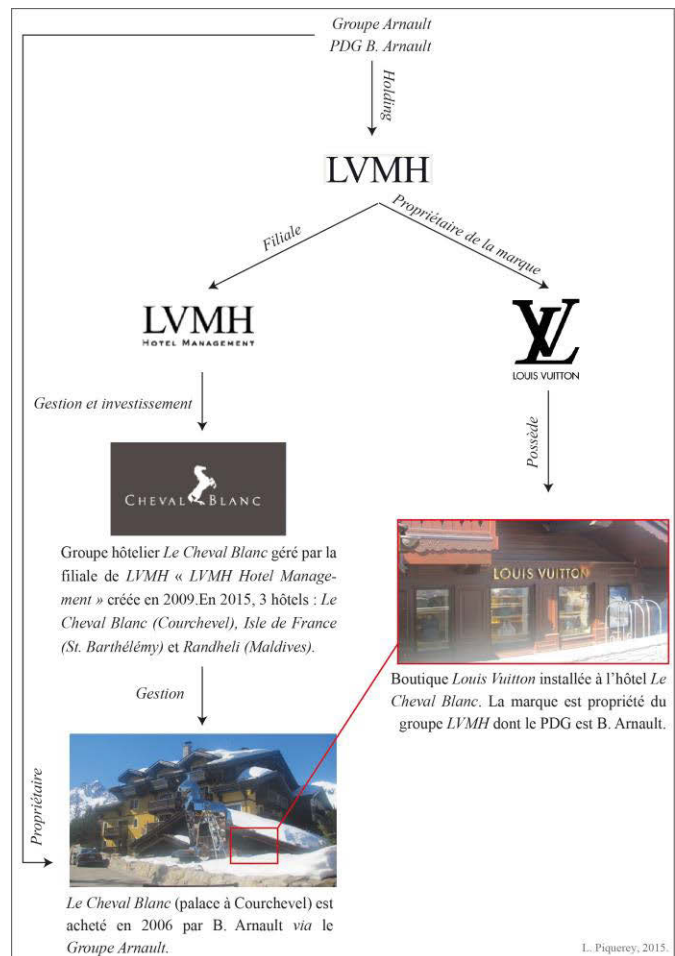 Groupe Arnault
PDG B. Arnault
Holding
LVMH
Filiale
Propriétaire de la marque
LVMH
HOTEL MANAGEMENT
LV
LOUIS VUITTON
Gestion et investissement
Possède
CHEVAL BLANC
LOUIS VUITTON
Groupe hôtelier Le Cheval Blanc géré par la
filiale de LVMH « LVMH Hotel Manage-
ment » créée en 2009.En 2015, 3 hôtels : Le
Cheval Blanc (Courchevel), Isle de France
(St. Barthélémy) et Randheli (Maldives).
Boutique Louis Vuitton installée à l’hôtel Le
Cheval Blanc. La marque est propriété du
groupe LVMH dont le PDG est B. Arnault.
Gestion
Propriétaire
Le Cheval Blanc (palace à Courchevel) est
acheté en 2006 par B. Arnault via le
Groupe Arnault.
L. Piquerey, 2015.